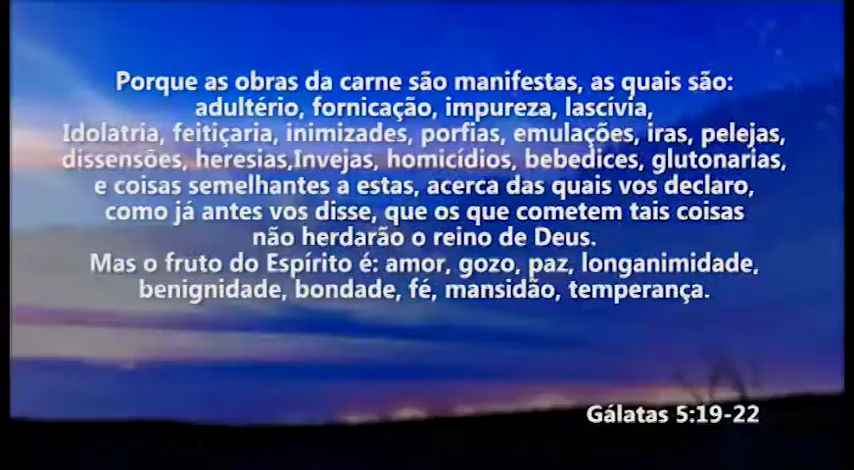 Porque as obras da carne são manifestas, as quais são:
adultério, fornicação, impureza, lascívia,
Idolatria, feitiçaria, inimizades, porfias, emulações, iras, pelejas,
dissensões, heresias,Invejas, homicídios, bebedices, glutonarias,
e coisas semelhantes a estas, acerca das quais vos declaro,
como já antes vos disse, que os que cometem tais coisas
não herdarão o reino de Deus.
Mas o fruto do Espírito é: amor, gozo, paz, longanimidade,
benignidade, bondade, fé, mansidão, temperança.
Gálatas 5:19-22